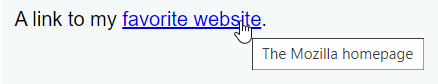 A link to my favorite website.
The Mozilla homepage